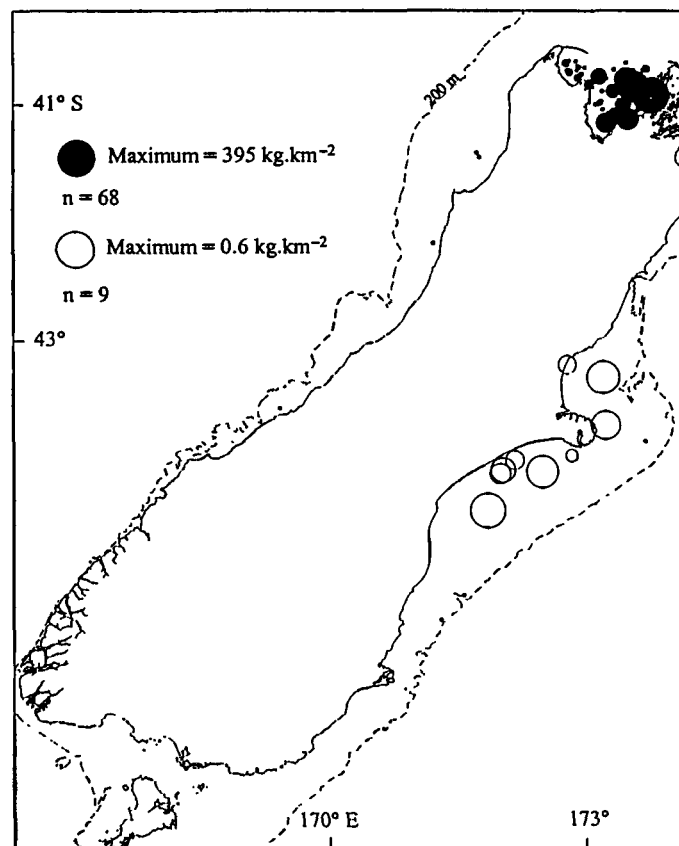 200 m
41° S
Maximum = 395 kg.km⁻²
n = 68
Maximum = 0.6 kg.km⁻²
n = 9
43°
170° E
173°